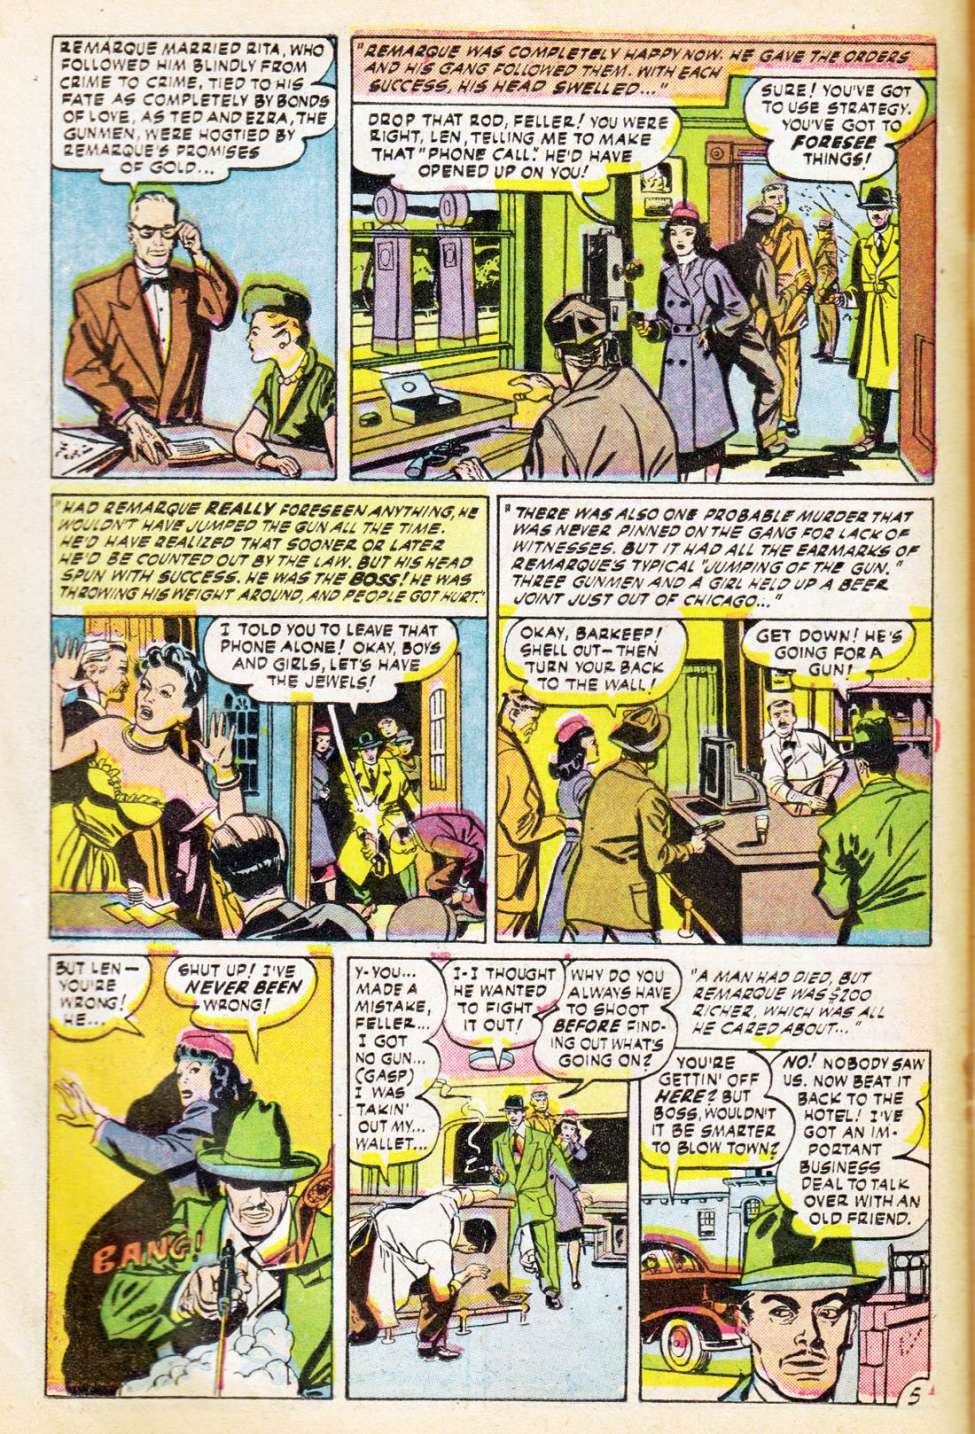 REMARQUE MARRIED RITA, WHO
FOLLOWED HIM BLINDLY FROM
CRIME TO CRIME, TIED TO HIS
FATE AS COMPLETELY BY BONDS
OF LOVE, AS TED AND EZRA, THE
GUNMEN, WERE HOGTIED BY
REMARQUE'S PROMISES
OF GOLD...
"REMARQUE WAS COMPLETELY HAPPY NOW. HE GAVE THE ORDERS
AND HIS GANG FOLLOWED THEM. WITH EACH
SUCCESS, HIS HEAD SWELLED..."
DROP THAT ROD, FELLER! YOU WERE
RIGHT, LEN, TELLING ME TO MAKE
THAT "PHONE CALL". HE'D HAVE
OPENED UP ON YOU!
SURE! YOU'VE GOT
TO USE STRATEGY.
YOU'VE GOT TO
FORESEE
THINGS!
"HAD REMARQUE REALLY FORESEEN ANYTHING, HE
WOULDN'T HAVE JUMPED THE GUN ALL THE TIME.
HE'D HAVE REALIZED THAT SOONER OR LATER
HE'D BE COUNTED OUT BY THE LAW. BUT HIS HEAD
SPUN WITH SUCCESS. HE WAS THE BOSS! HE WAS
THROWING HIS WEIGHT AROUND, AND PEOPLE GOT HURT."
I TOLD YOU TO LEAVE THAT
PHONE ALONE! OKAY, BOYS
AND GIRLS, LET'S HAVE
THE JEWELS!
"THERE WAS ALSO ONE PROBABLE MURDER THAT
WAS NEVER PINNED ON THE GANG FOR LACK OF
WITNESSES. BUT IT HAD ALL THE EARMARKS OF
REMARQUE'S TYPICAL "JUMPING OF THE GUN."
THREE GUNMEN AND A GIRL HELD UP A BEER
JOINT JUST OUT OF CHICAGO..."
OKAY, BARKEEP!
SHELL OUT—THEN
TURN YOUR BACK
TO THE WALL!
GET DOWN! HE'S
GOING FOR A
GUN!
BUT LEN—
YOU'RE
WRONG!
HE...
SHUT UP! I'VE
NEVER BEEN
WRONG!
BANG!
Y-YOU...
MADE A
MISTAKE,
FELLER...
I GOT
NO GUN...
(GASP)
I WAS
TAKIN'
OUT MY...
WALLET...
I-I THOUGHT
HE WANTED
TO FIGHT
IT OUT!
WHY DO YOU
ALWAYS HAVE
TO SHOOT
BEFORE FIND-
ING OUT WHAT'S
GOING ON?
"A MAN HAD DIED, BUT
REMARQUE WAS $200
RICHER, WHICH WAS ALL
HE CARED ABOUT..."
YOU'RE
GETTIN' OFF
HERE? BUT
BOSS, WOULDN'T
IT BE SMARTER
TO BLOW TOWN?
NO! NOBODY SAW
US. NOW BEAT IT
BACK TO THE
HOTEL! I'VE
GOT AN IM-
PORTANT
BUSINESS
DEAL TO TALK
OVER WITH AN
OLD FRIEND.
5